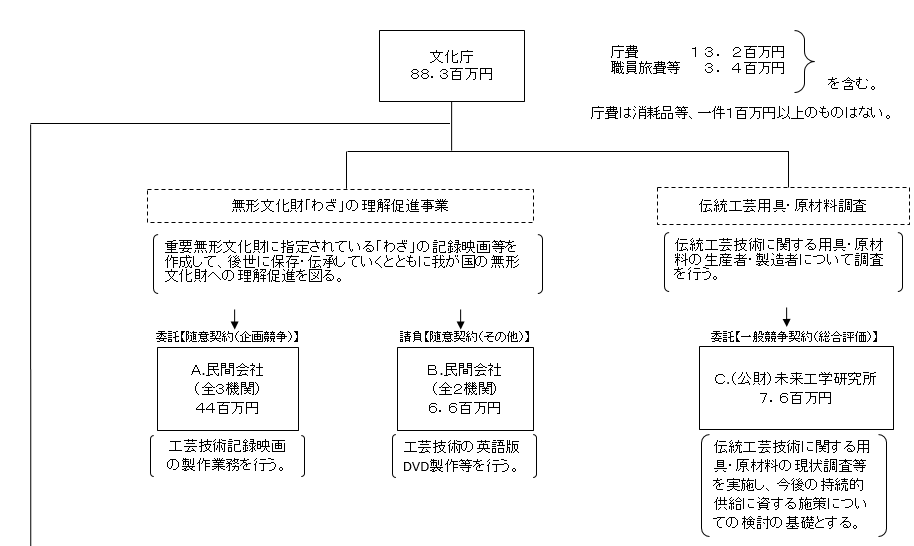 文化庁
８８．３百万円
庁費　１３．２百万円
職員旅費等　３．４百万円
を含む。
庁費は消耗品等、一件１百万円以上のものはない。
無形文化財「わざ」の理解促進事業
伝統工芸用具・原材料調査
重要無形文化財に指定されている「わざ」の記録映画等を
作成して、後世に保存・伝承していくとともに我が国の無形
文化財への理解促進を図る。
伝統工芸技術に関する用具・原材
料の生産者・製造者について調査
を行う。
委託【随意契約（企画競争）】
Ａ．民間会社
（全３機関）
４４百万円
工芸技術記録映画
の製作業務を行う。
請負【随意契約（その他）】
Ｂ．民間会社
（全２機関）
６．６百万円
工芸技術の英語版
DVD製作等を行う。
委託【一般競争契約（総合評価）】
Ｃ．（公財）未来工学研究所
７．６百万円
伝統工芸技術に関する用
具・原材料の現状調査等
を実施し、今後の持続的
供給に資する施策につい
ての検討の基礎とする。